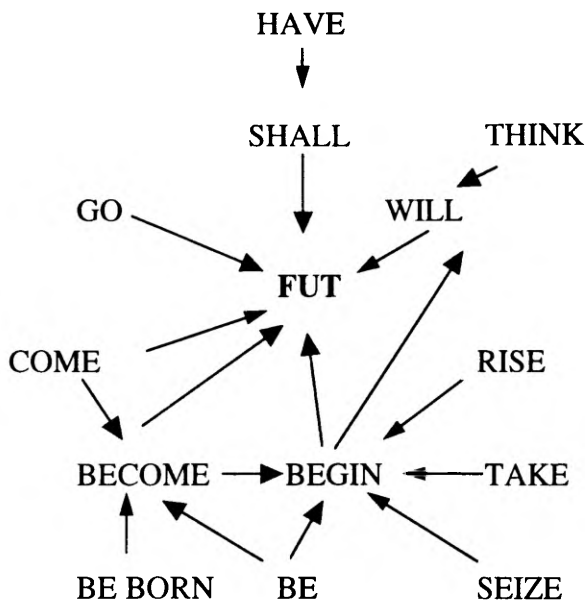 HAVE
SHALL THINK
GO WILL
FUT
COME RISE
BECOME BEGIN TAKE
BE BORN BE SEIZE